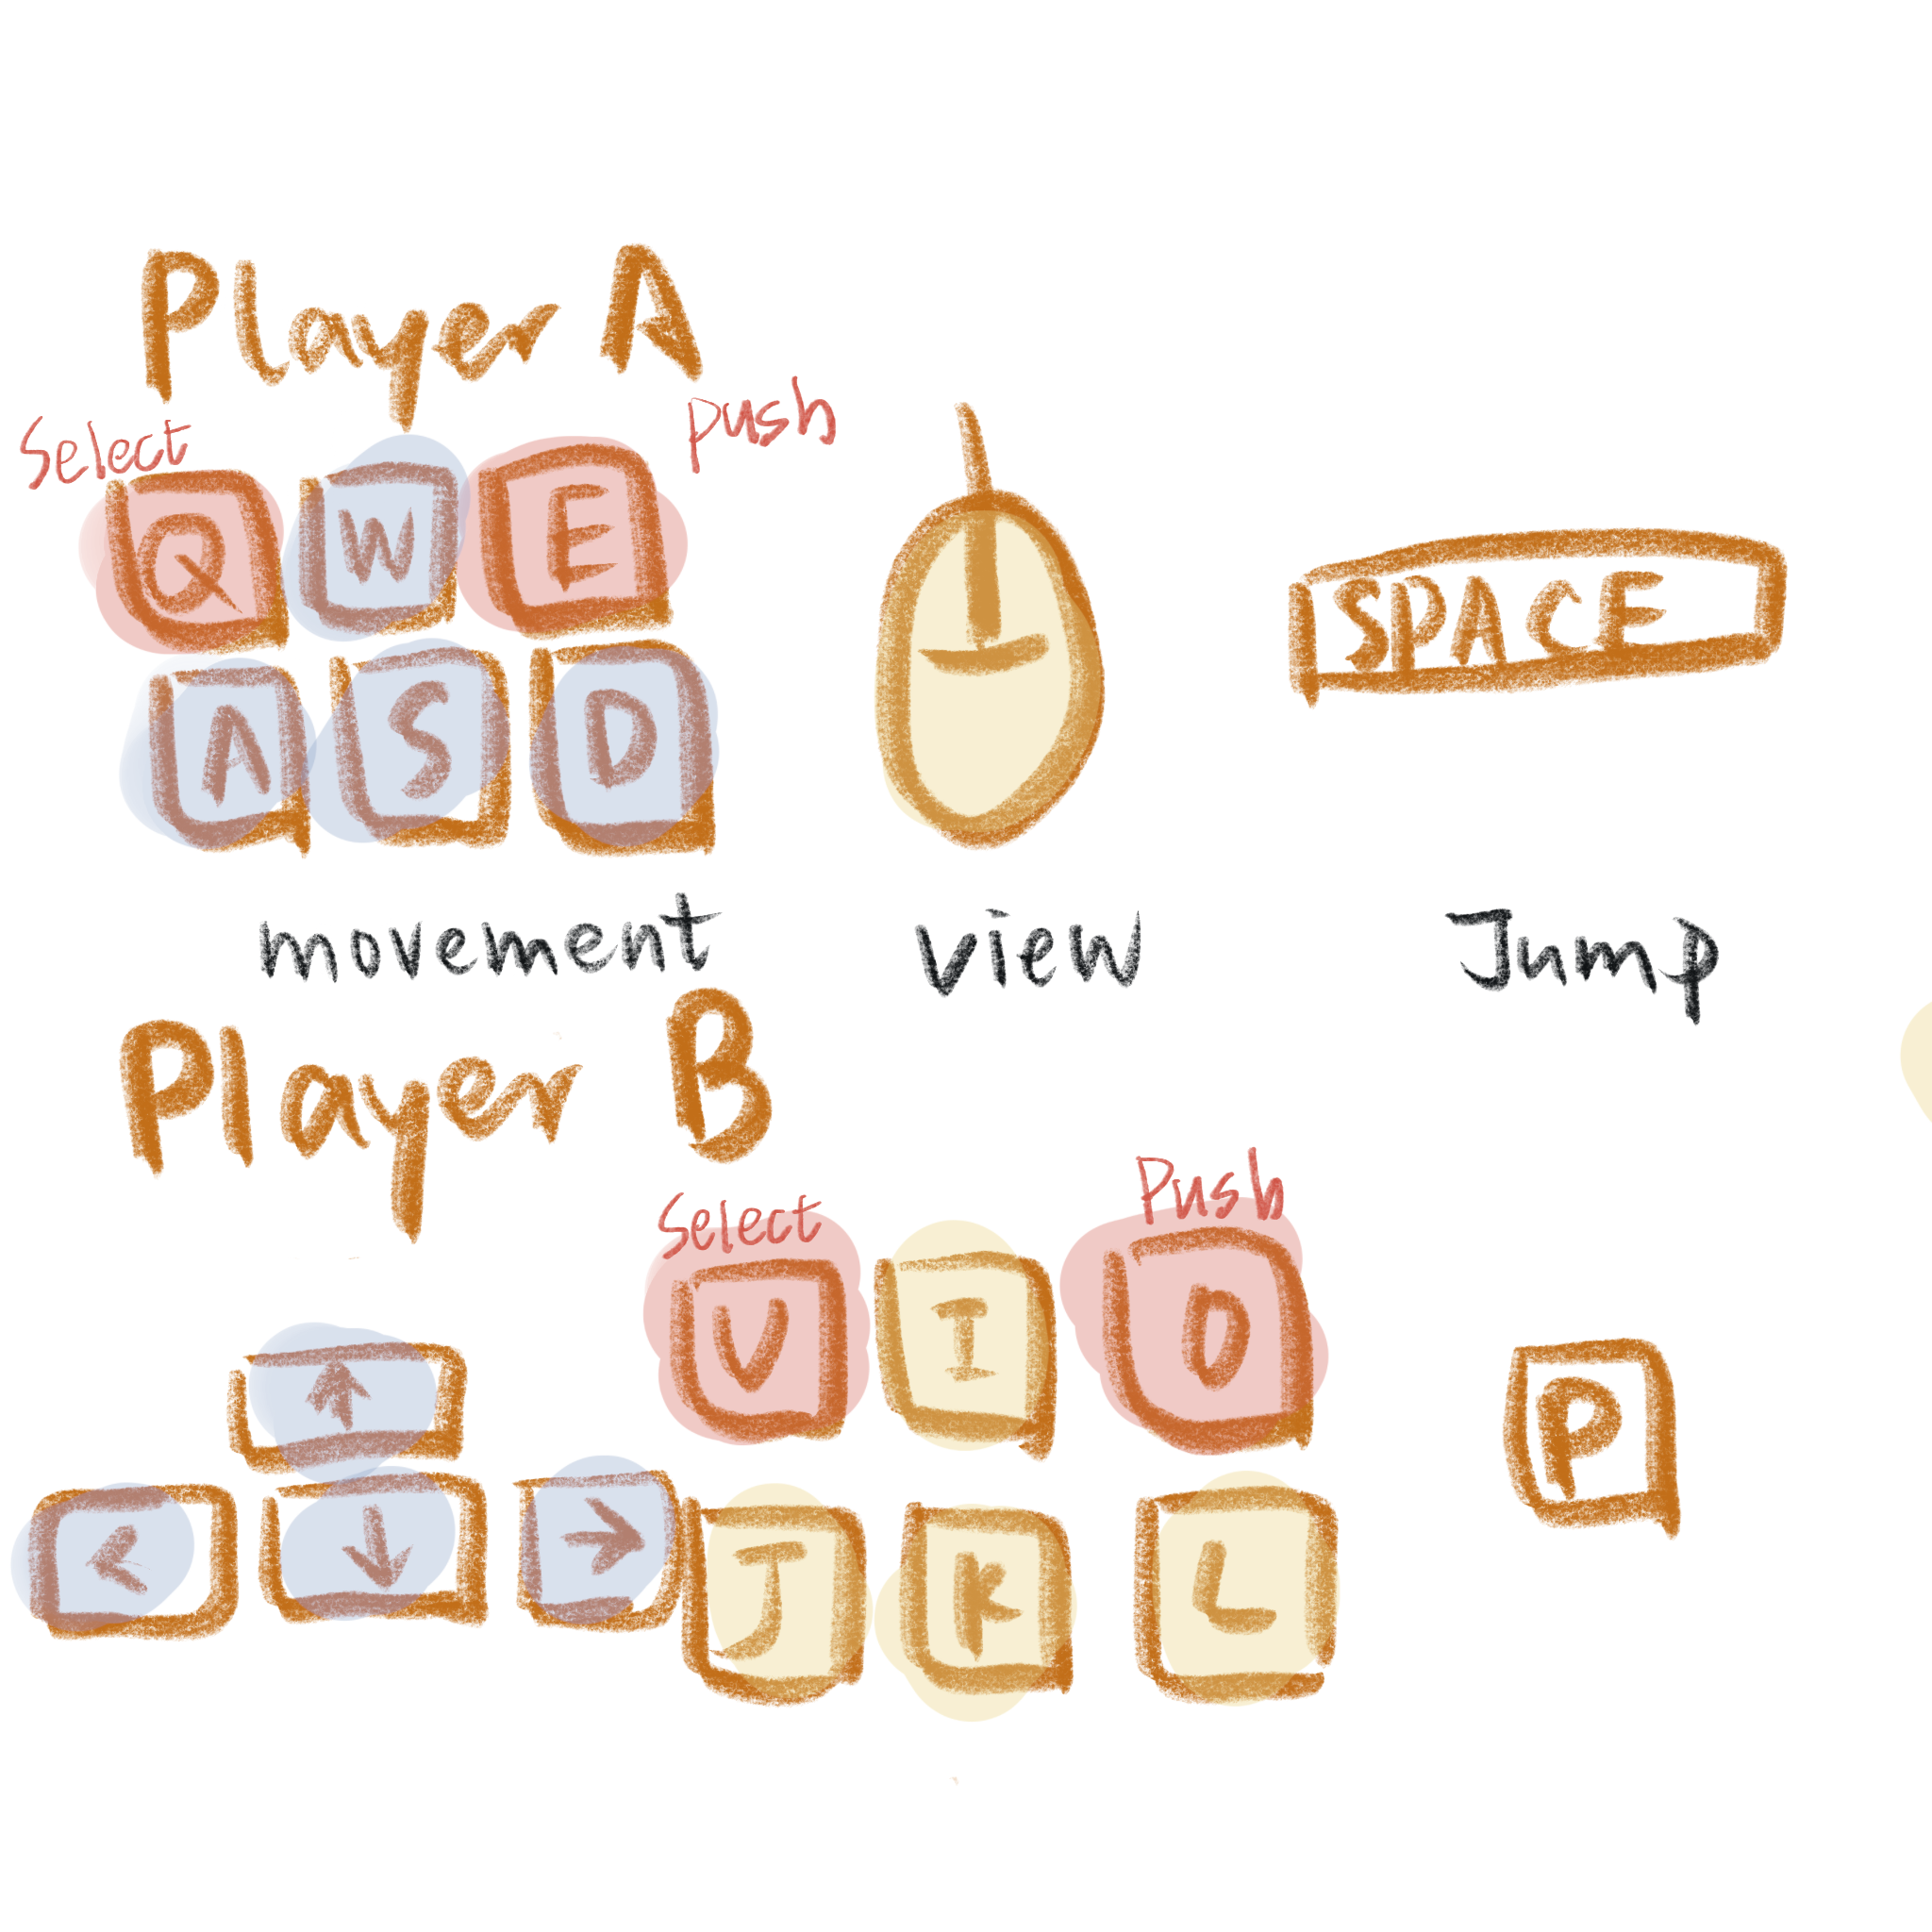 Player A
Select push
Q W E
SPACE
A S D
movement view Jump
Player B
Select Push
U I O
↑ P
< ↓ → J K L